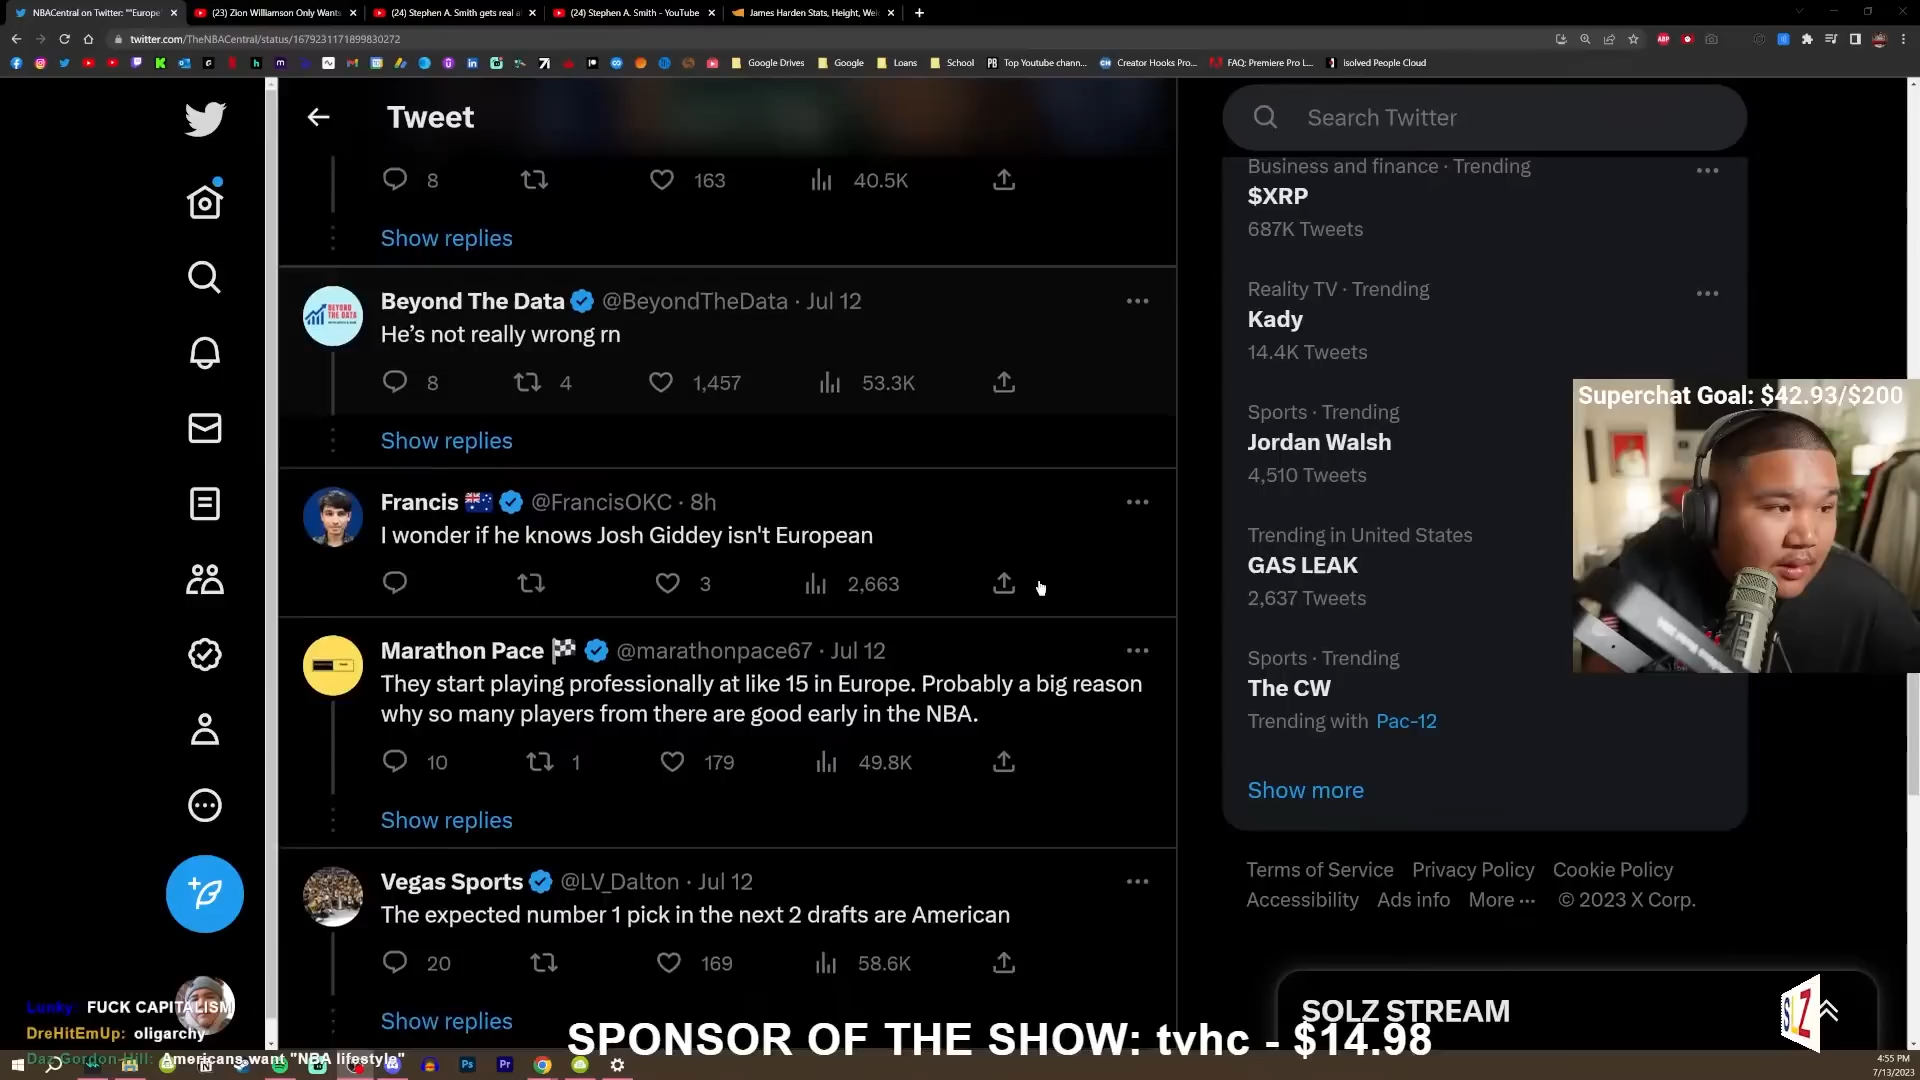 NBACentral on Twitter: ""Europe
(23) Zion Williamson Only Wants
(24) Stephen A. Smith gets real a
(24) Stephen A. Smith - YouTube
James Harden Stats, Height, Wei
twitter.com/TheNBACentral/status/1679231171899830272
Google Drives
Google
Loans
School
Top Youtube chann...
Creator Hooks Pro...
FAQ: Premiere Pro L...
Isolved People Cloud
Tweet
8 163 40.5K
Show replies
Beyond The Data @BeyondTheData · Jul 12
He's not really wrong rn
8 4 1,457 53.3K
Show replies
Francis @FrancisOKC · 8h
I wonder if he knows Josh Giddey isn't European
3 2,663
Marathon Pace @marathonpace67 · Jul 12
They start playing professionally at like 15 in Europe. Probably a big reason
why so many players from there are good early in the NBA.
10 1 179 49.8K
Show replies
Vegas Sports @LV_Dalton · Jul 12
The expected number 1 pick in the next 2 drafts are American
20 169 58.6K
Show replies
Search Twitter
Business and finance · Trending
$XRP
687K Tweets
Reality TV · Trending
Kady
14.4K Tweets
Sports · Trending
Jordan Walsh
4,510 Tweets
Trending in United States
GAS LEAK
2,637 Tweets
Sports · Trending
The CW
Trending with Pac-12
Show more
Terms of Service Privacy Policy Cookie Policy
Accessibility Ads info More ··· © 2023 X Corp.
Superchat Goal: $42.93/$200
SOLZ STREAM
SLZ
Lunky: FUCK CAPITALISM
DreHitEmUp: oligarchy
Daz Gordon-Hill: Americans want "NBA lifestyle"
SPONSOR OF THE SHOW: tvhc - $14.98
4:55 PM
7/13/2023